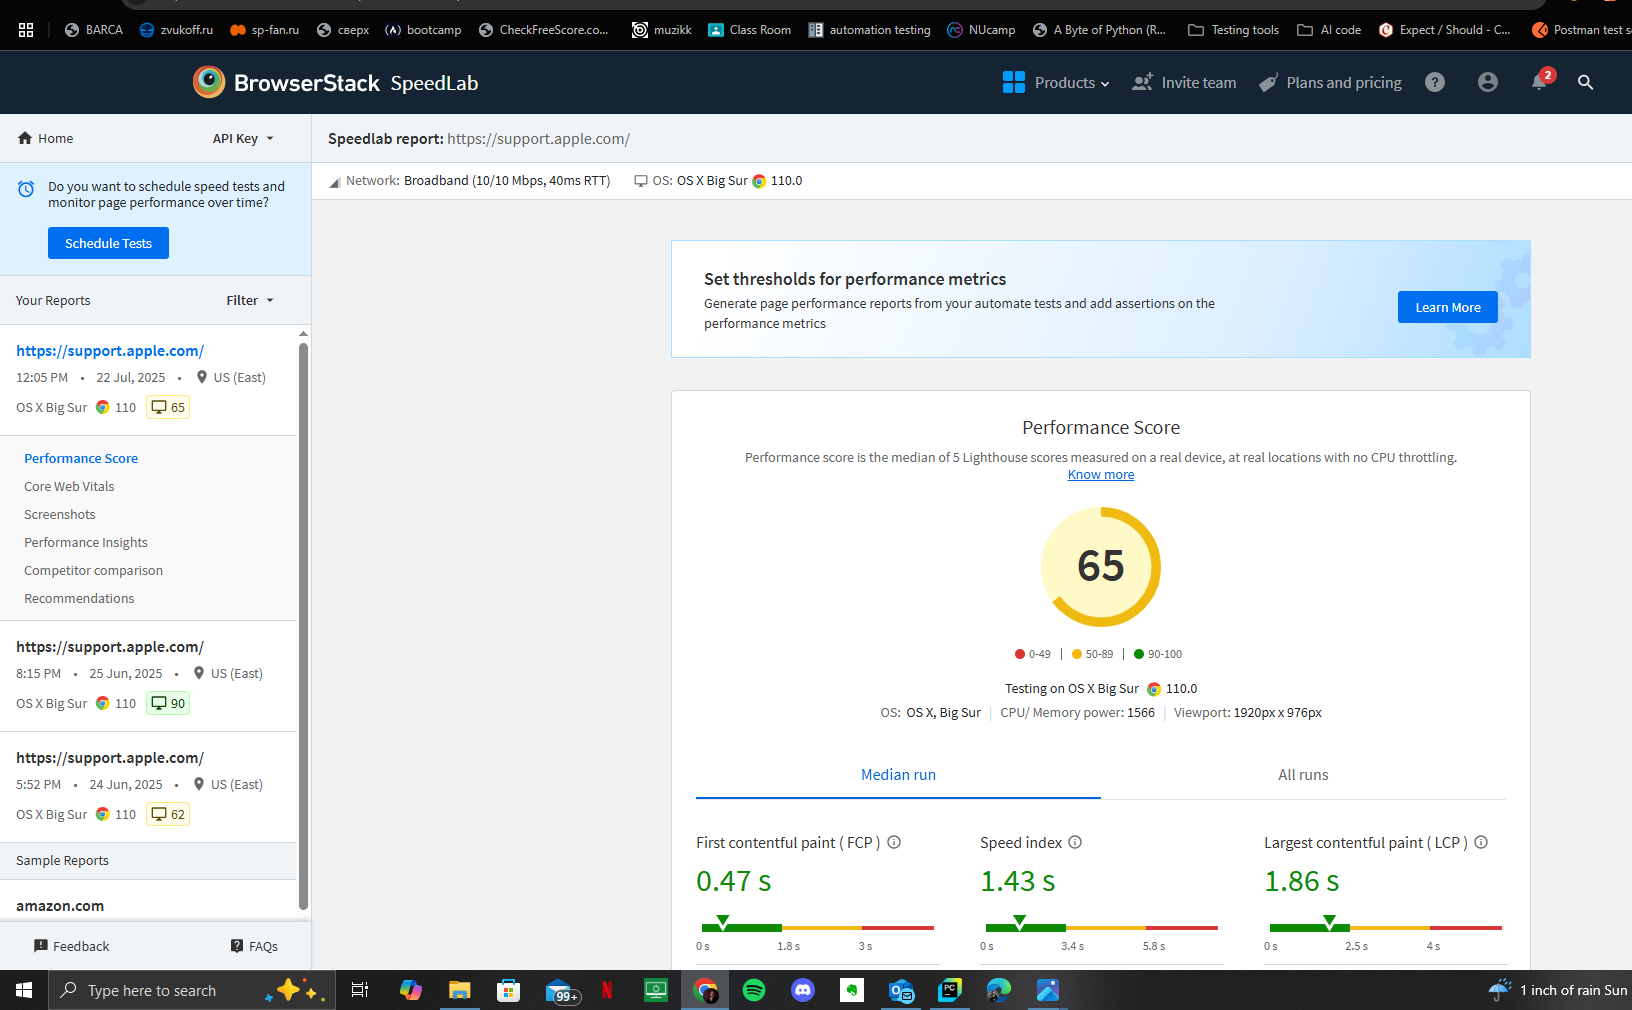 BARCA
zvukoff.ru
sp-fan.ru
сверх
(A) bootcamp
CheckFreeScore.co...
muzikk
Class Room
automation testing
NUcamp
A Byte of Python (R...
Testing tools
AI code
Expect / Should - C...
Postman test s
BrowserStack SpeedLab
Products
Invite team
Plans and pricing
?
2
Home
API Key
Speedlab report: https://support.apple.com/
Network: Broadband (10/10 Mbps, 40ms RTT)
OS: OS X Big Sur 110.0
Do you want to schedule speed tests and
monitor page performance over time?
Schedule Tests
Your Reports
Filter
https://support.apple.com/
12:05 PM • 22 Jul, 2025 • US (East)
OS X Big Sur 110 65
Performance Score
Core Web Vitals
Screenshots
Performance Insights
Competitor comparison
Recommendations
https://support.apple.com/
8:15 PM • 25 Jun, 2025 • US (East)
OS X Big Sur 110 90
https://support.apple.com/
5:52 PM • 24 Jun, 2025 • US (East)
OS X Big Sur 110 62
Sample Reports
amazon.com
Feedback
FAQs
Set thresholds for performance metrics
Generate page performance reports from your automate tests and add assertions on the
performance metrics
Learn More
Performance Score
Performance score is the median of 5 Lighthouse scores measured on a real device, at real locations with no CPU throttling.
Know more
65
0-49 | 50-89 | 90-100
Testing on OS X Big Sur 110.0
OS: OS X, Big Sur | CPU/ Memory power: 1566 | Viewport: 1920px x 976px
Median run
All runs
First contentful paint ( FCP )
0.47 s
0 s 1.8 s 3 s
Speed index
1.43 s
0 s 3.4 s 5.8 s
Largest contentful paint ( LCP )
1.86 s
0 s 2.5 s 4 s
Type here to search
99+
PC
1 inch of rain Sun